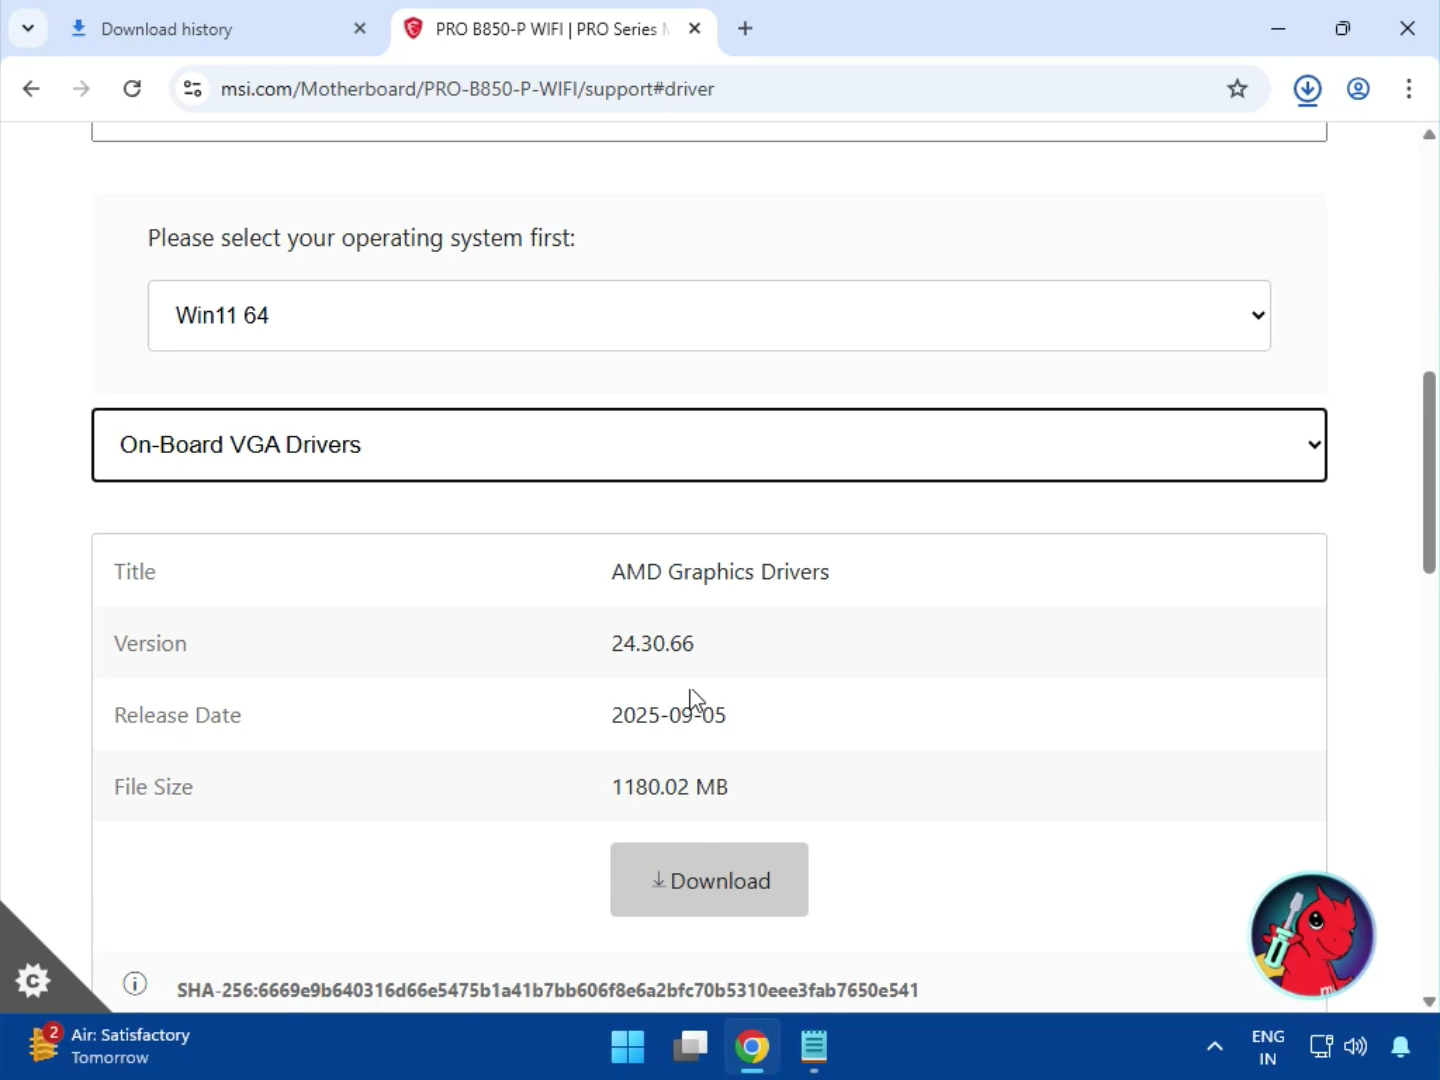 Download history
PRO B850-P WIFI | PRO Series
msi.com/Motherboard/PRO-B850-P-WIFI/support#driver
Please select your operating system first:
Win11 64
On-Board VGA Drivers
Title AMD Graphics Drivers
Version 24.30.66
Release Date 2025-09-05
File Size 1180.02 MB
Download
SHA-256:6669e9b640316d66e5475b1a41b7bb606f8e6a2bfc70b5310eee3fab7650e541
C
2
Air: Satisfactory
Tomorrow
ENG
IN